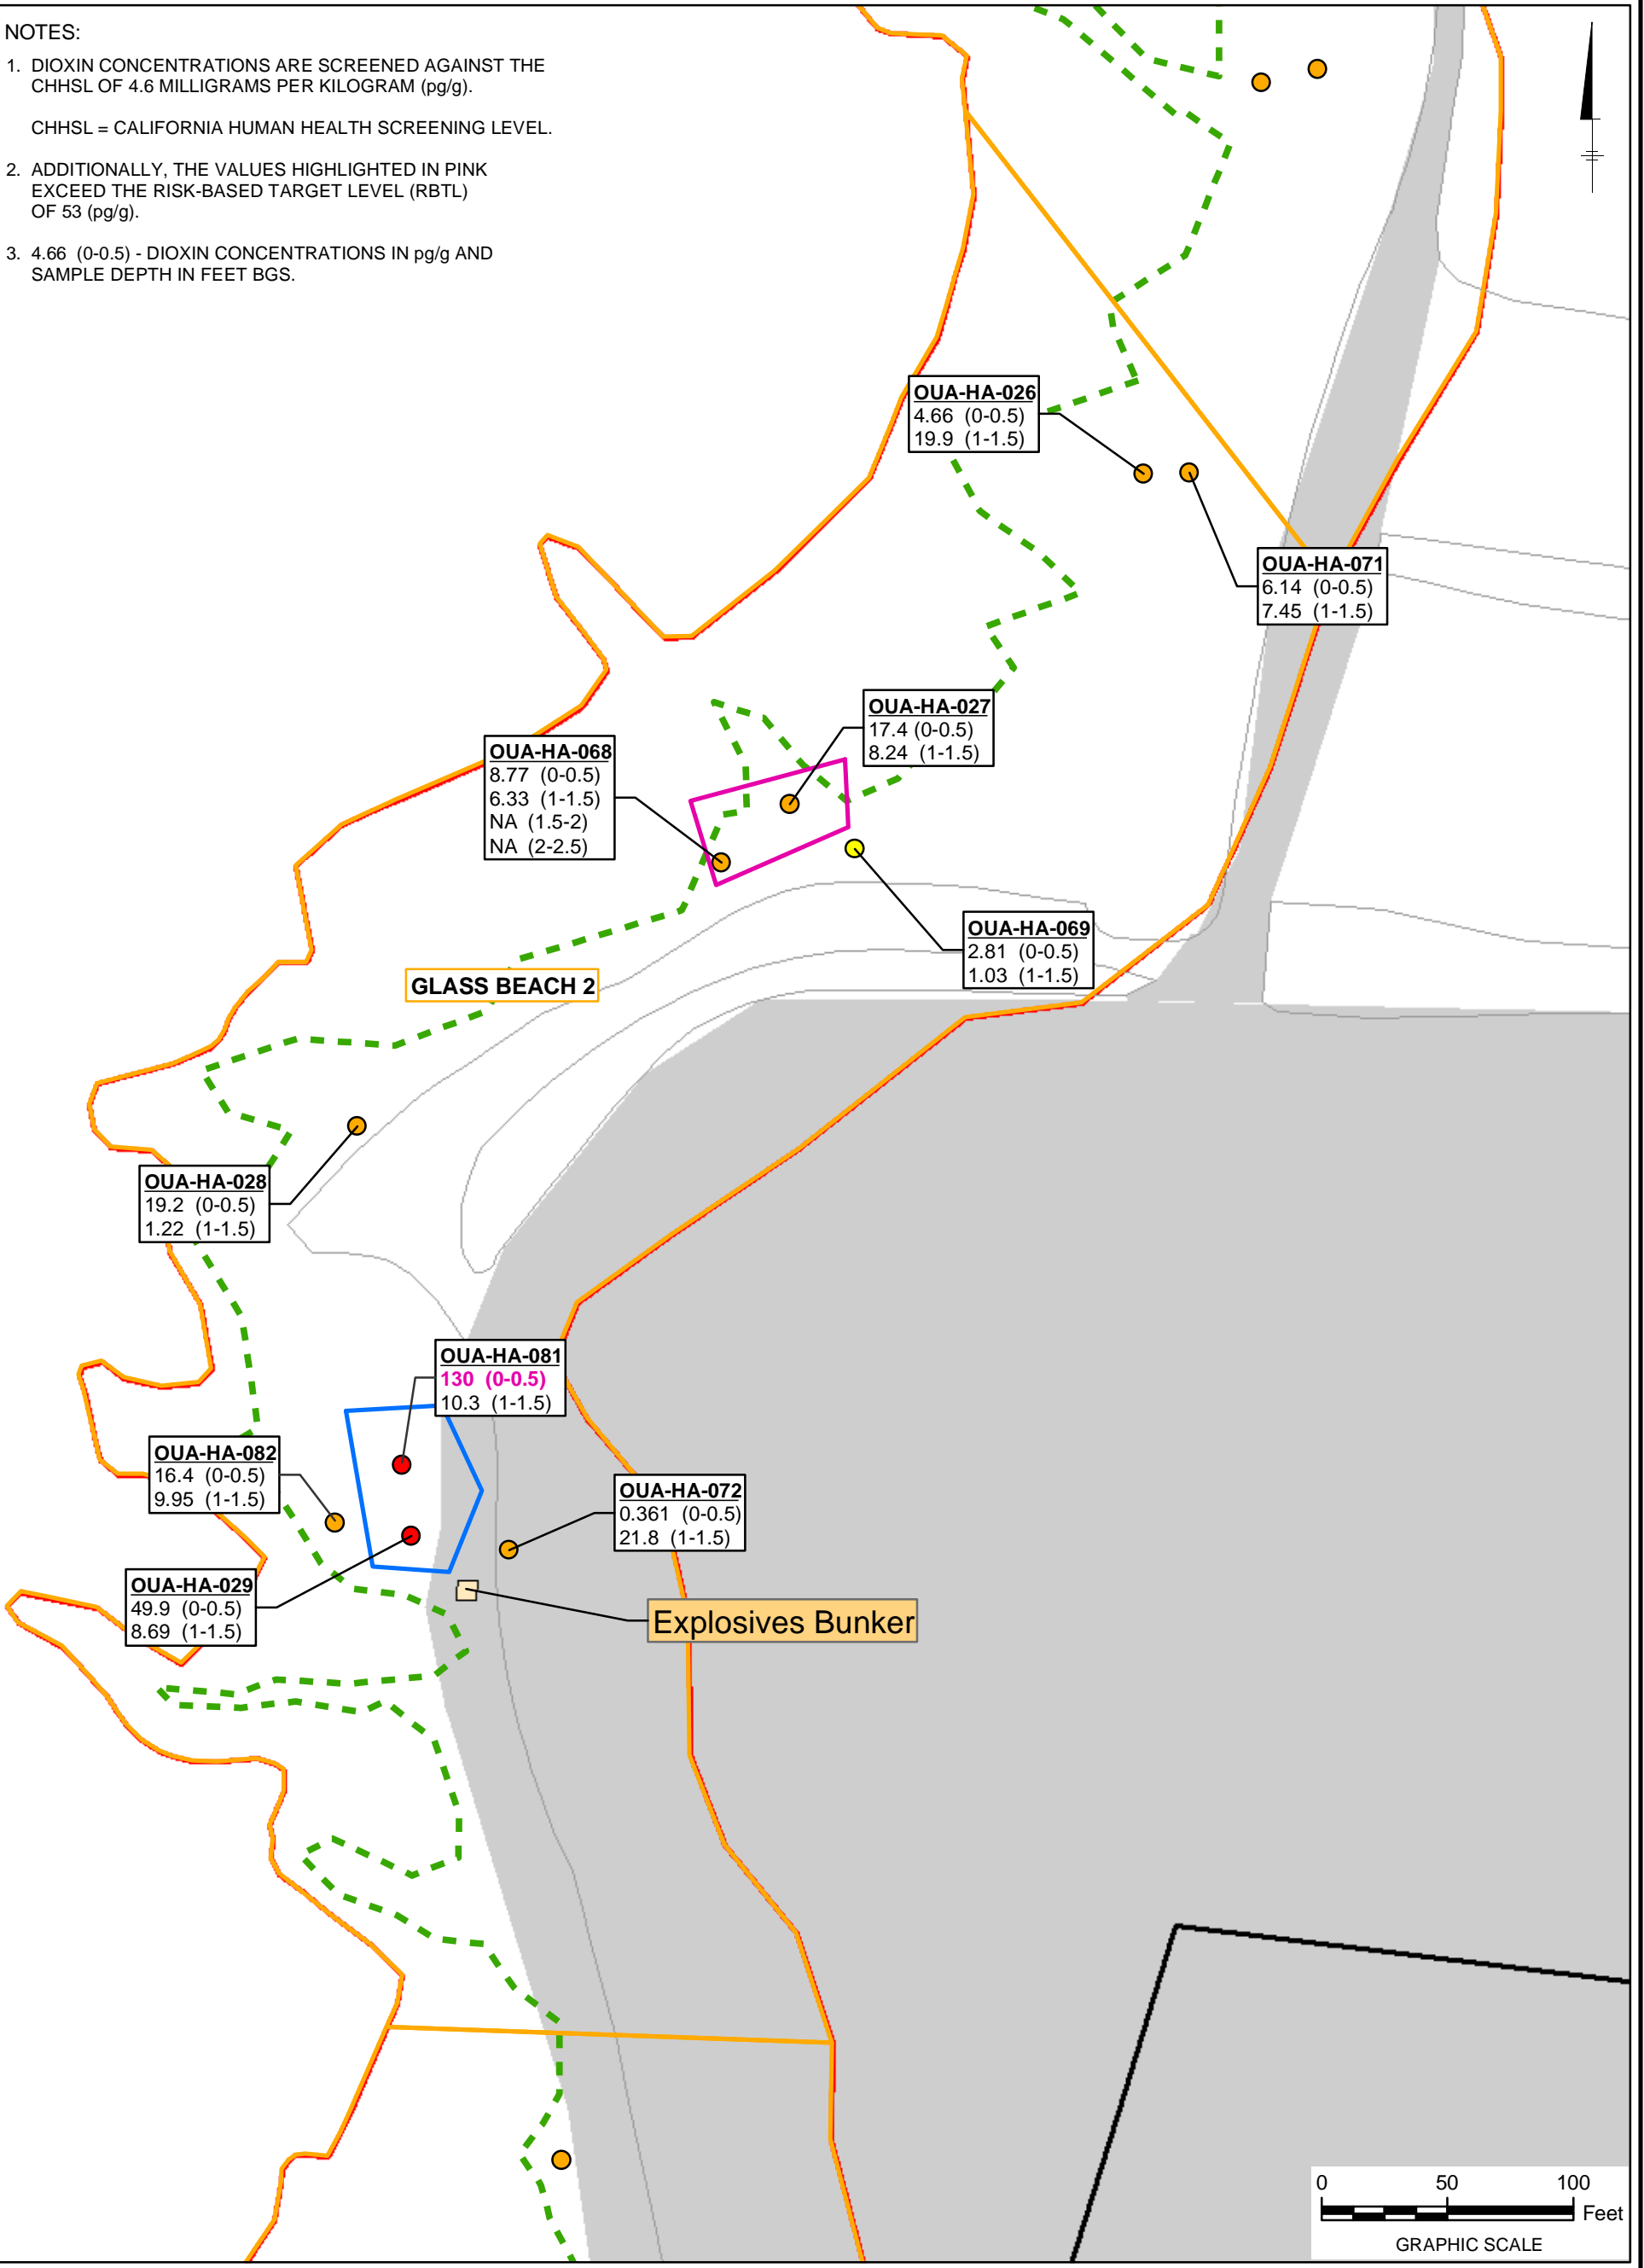 NOTES:
1. DIOXIN CONCENTRATIONS ARE SCREENED AGAINST THE
CHHSL OF 4.6 MILLIGRAMS PER KILOGRAM (pg/g).
CHHSL = CALIFORNIA HUMAN HEALTH SCREENING LEVEL.
2. ADDITIONALLY, THE VALUES HIGHLIGHTED IN PINK
EXCEED THE RISK-BASED TARGET LEVEL (RBTL)
OF 53 (pg/g).
3. 4.66 (0-0.5) - DIOXIN CONCENTRATIONS IN pg/g AND
SAMPLE DEPTH IN FEET BGS.
OUA-HA-026
4.66 (0-0.5)
19.9 (1-1.5)
OUA-HA-071
6.14 (0-0.5)
7.45 (1-1.5)
OUA-HA-027
17.4 (0-0.5)
8.24 (1-1.5)
OUA-HA-068
8.77 (0-0.5)
6.33 (1-1.5)
NA (1.5-2)
NA (2-2.5)
OUA-HA-069
2.81 (0-0.5)
1.03 (1-1.5)
GLASS BEACH 2
OUA-HA-028
19.2 (0-0.5)
1.22 (1-1.5)
OUA-HA-081
130 (0-0.5)
10.3 (1-1.5)
OUA-HA-082
16.4 (0-0.5)
9.95 (1-1.5)
OUA-HA-072
0.361 (0-0.5)
21.8 (1-1.5)
OUA-HA-029
49.9 (0-0.5)
8.69 (1-1.5)
Explosives Bunker
0 50 100
Feet
GRAPHIC SCALE